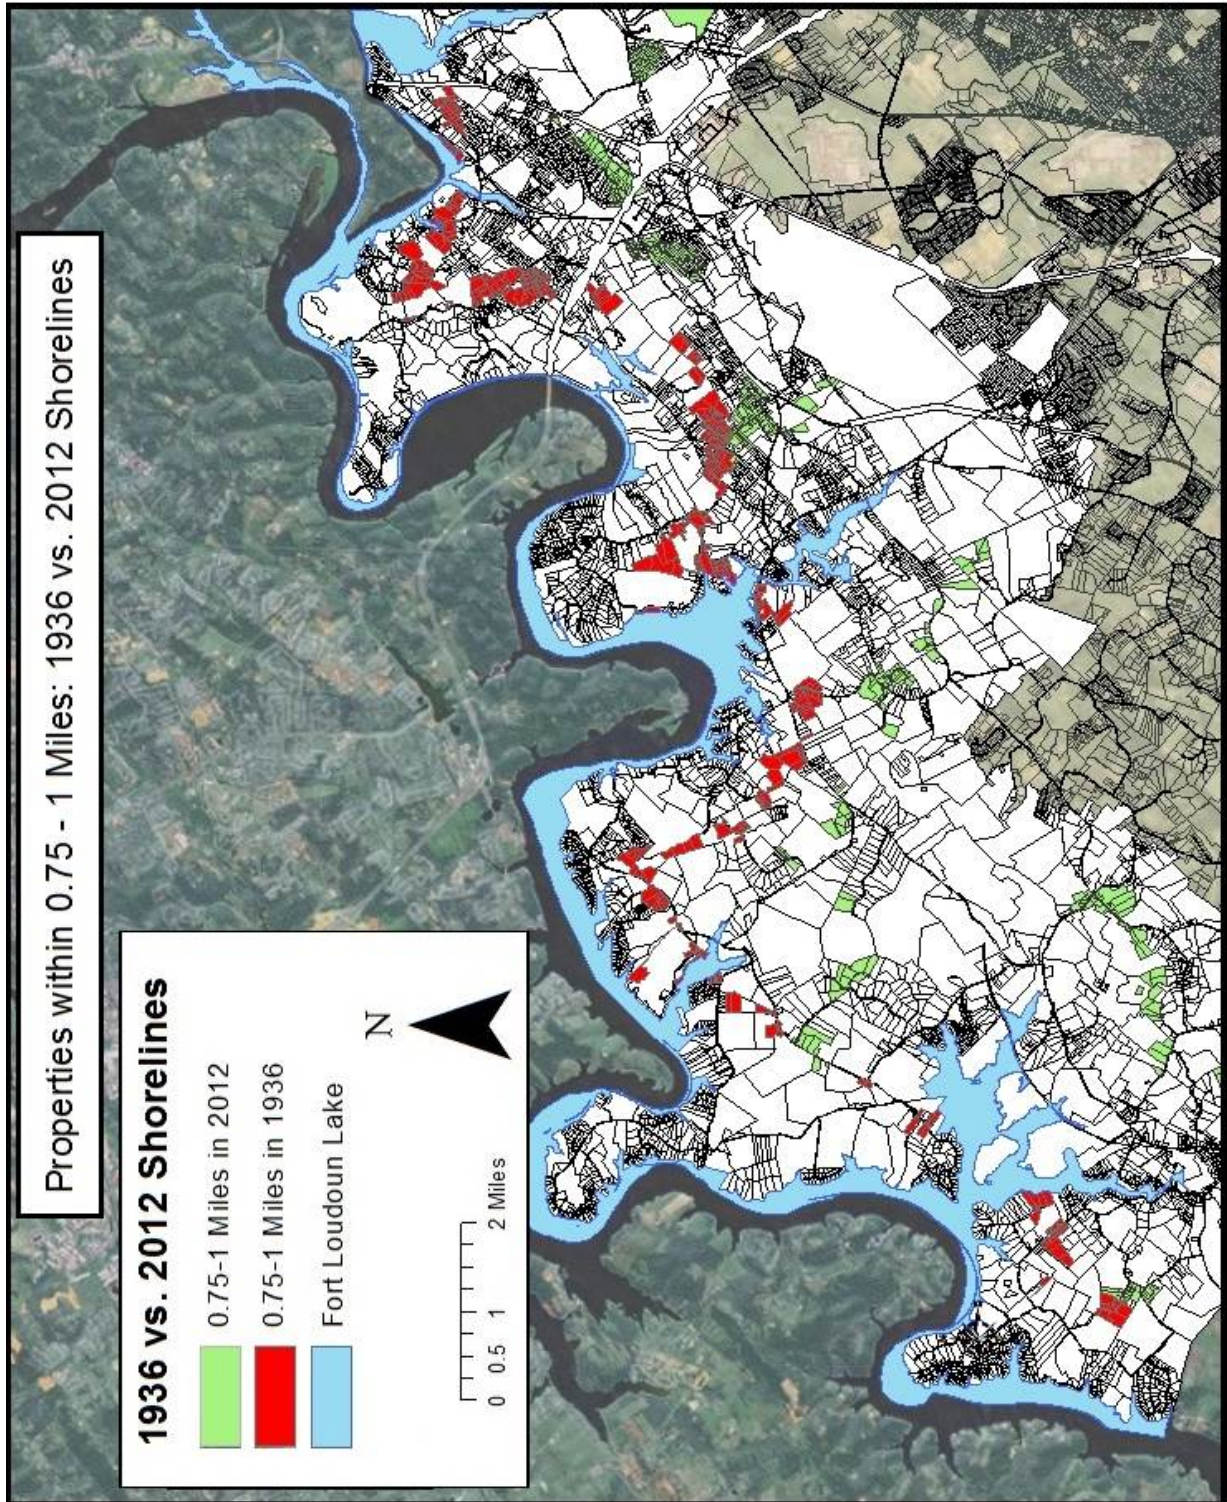 Properties within 0.75 - 1 Miles: 1936 vs. 2012 Shorelines
1936 vs. 2012 Shorelines
0.75-1 Miles in 2012
0.75-1 Miles in 1936
Fort Loudoun Lake
N
0 0.5 1 2 Miles